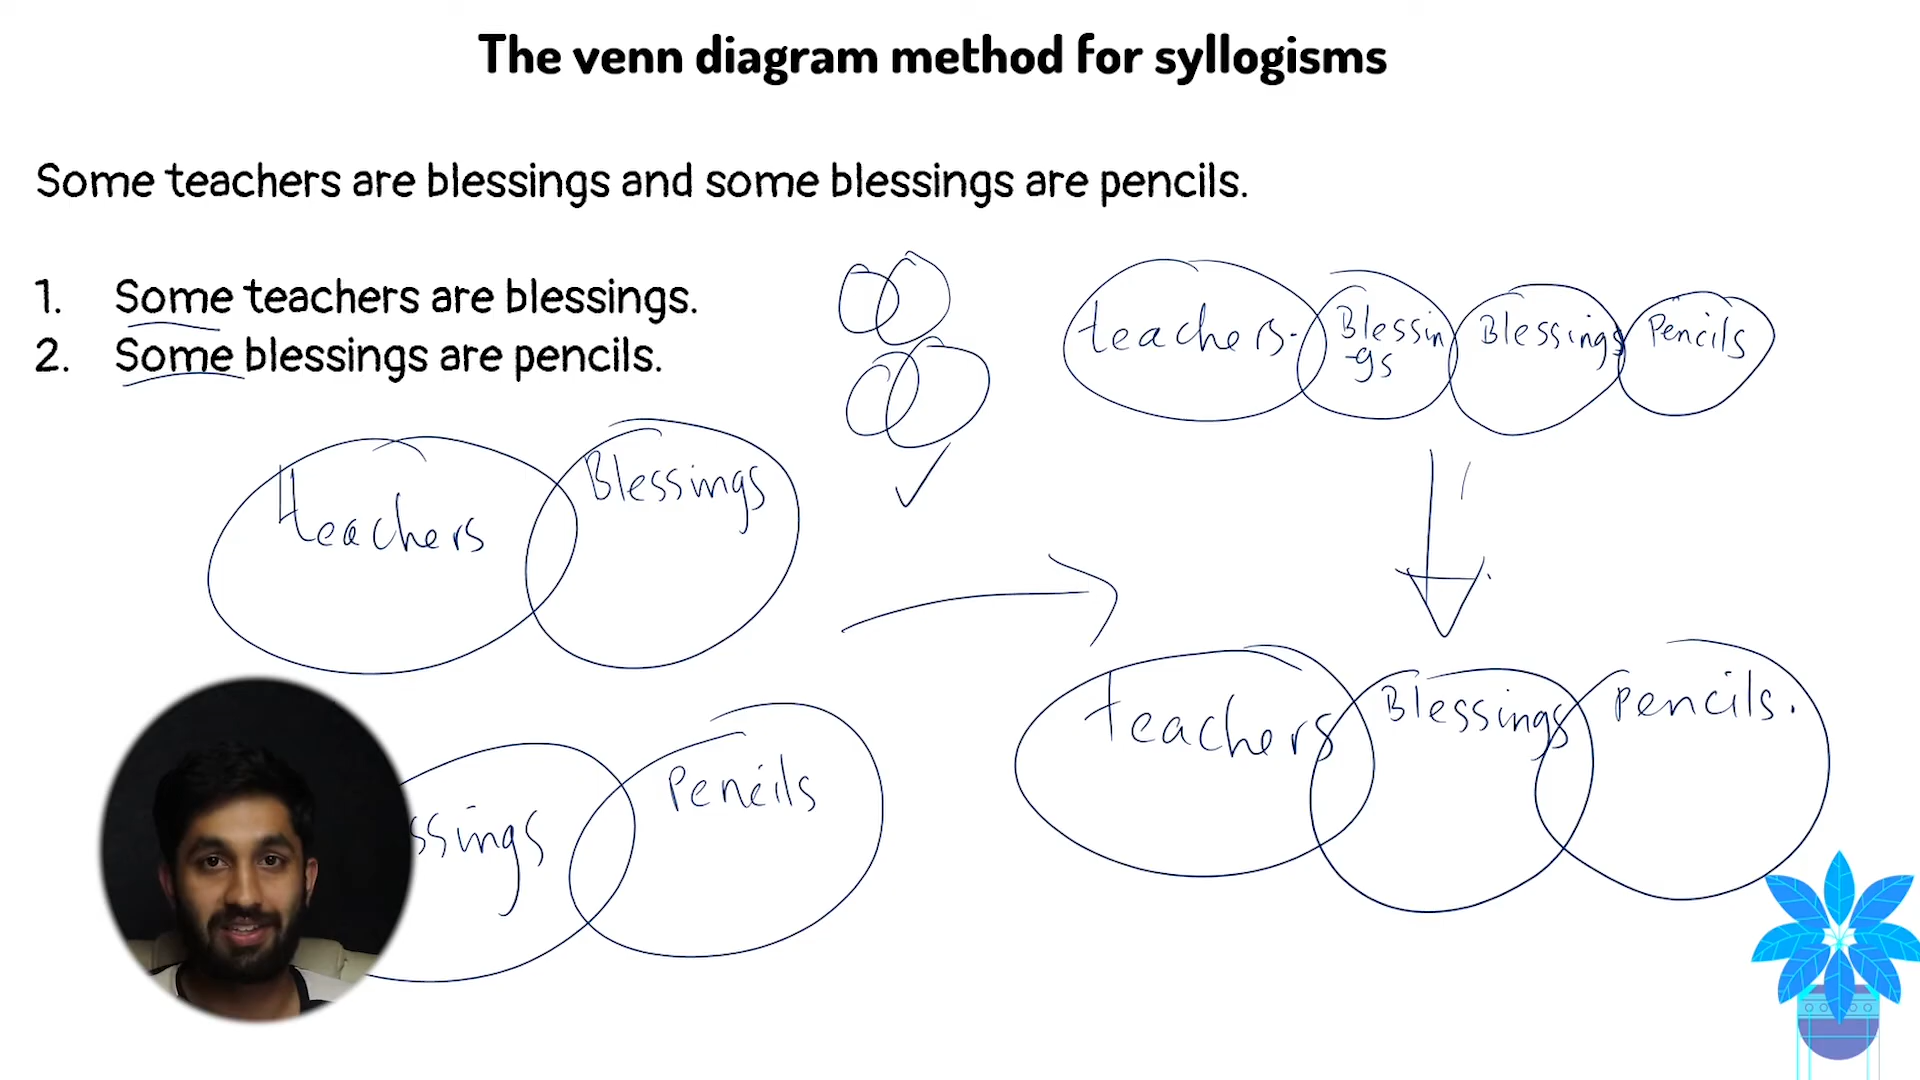 The venn diagram method for syllogisms
Some teachers are blessings and some blessings are pencils.
1. Some teachers are blessings.
2. Some blessings are pencils.
teachers.
Blessin
-gs
Blessings
Pencils
teachers
Blessings
ssings
Pencils
teachers
Blessings
pencils.